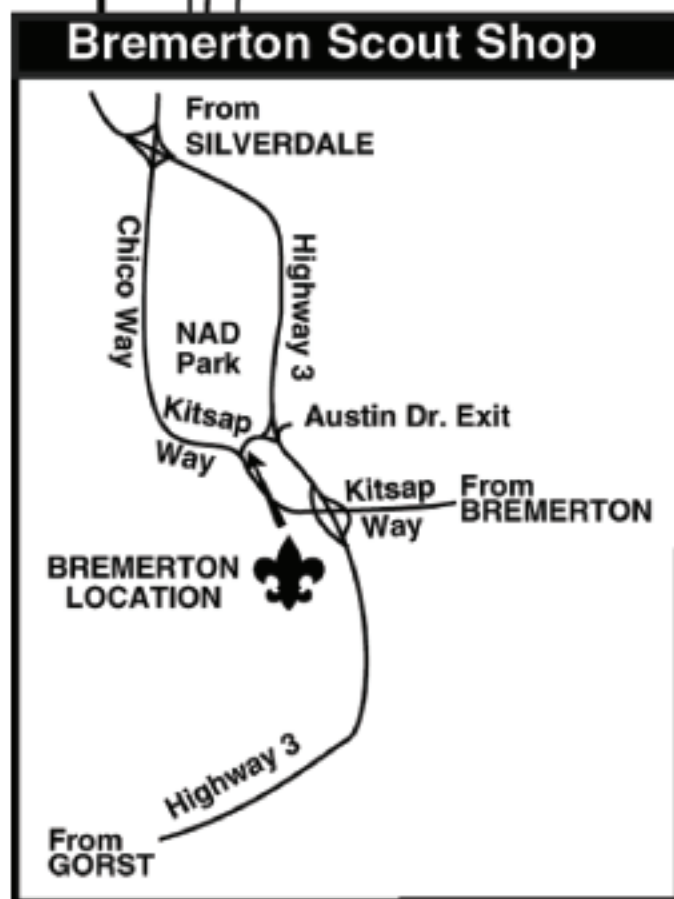 Bremerton Scout Shop
From
SILVERDALE
Chico Way
Highway 3
NAD
Park
Kitsap
Way
Austin Dr. Exit
Kitsap
Way
From
BREMERTON
BREMERTON
LOCATION
Highway 3
From
GORST